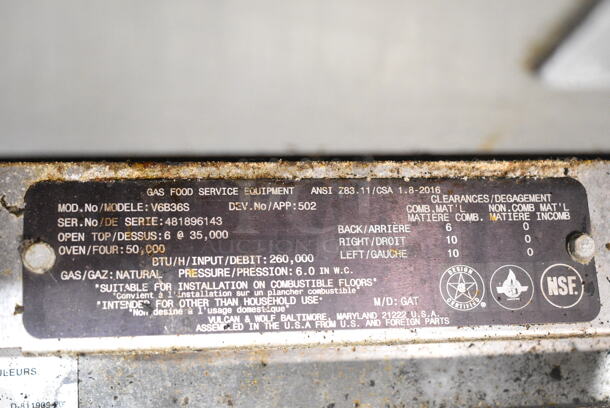 GAS FOOD SERVICE EQUIPMENT ANSI Z83.11/CSA 1.8-2016
MOD.No/MODELE: V6B36S DEV.No/APP: 502
SER.No/DE SERIE: 481896143
OPEN TOP/DESSUS: 6 @ 35,000
OVEN/FOUR: 50,000
BTU/H/INPUT/DEBIT: 260,000
GAS/GAZ: NATURAL PRESSURE/PRESSION: 6.0 IN W.C.
CLEARANCES/DEGAGEMENT
COMB.MAT'L NON.COMB MAT'L
MATIERE COMB. MATIERE INCOMB
BACK/ARRIÈRE 6 0
RIGHT/DROIT 10 0
LEFT/GAUCHE 10 0
"SUITABLE FOR INSTALLATION ON COMBUSTIBLE FLOORS"
"Convient à l'installation sur un plancher combustible"
"INTENDED FOR OTHER THAN HOUSEHOLD USE" M/D: GAT
"Non desine à l'usage domestique"
VULCAN & WOLF BALTIMORE, MARYLAND 21222 U.S.A.
ASSEMBLED IN THE U.S.A FROM U.S. AND FOREIGN PARTS
DESIGN CERTIFIED
NSF
ULEURS